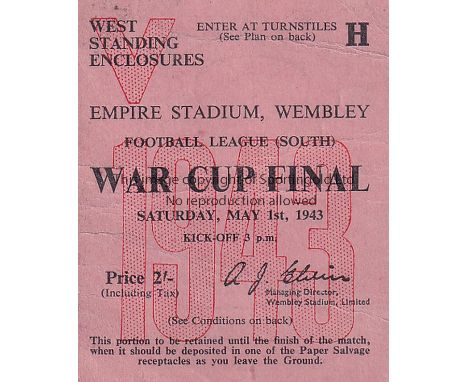 WEST
STANDING
ENCLOSURES
V
ENTER AT TURNSTILES
(See Plan on back)
H
EMPIRE STADIUM, WEMBLEY
FOOTBALL LEAGUE (SOUTH)
1943
WAR CUP FINAL
No reproduction allowed
SATURDAY, MAY 1st, 1943
KICK-OFF 3 p.m.
Price 2/-
(Including Tax)
A J Elvin
Managing Director,
Wembley Stadium, Limited
(See Conditions on back)
This portion to be retained until the finish of the match,
when it should be deposited in one of the Paper Salvage
receptacles as you leave the Ground.